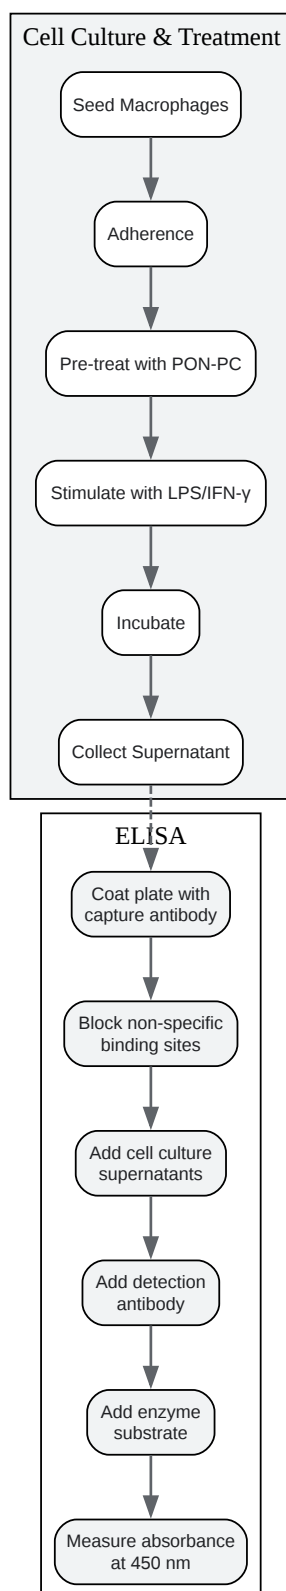 Cell Culture & Treatment
Seed Macrophages
Adherence
Pre-treat with PON-PC
Stimulate with LPS/IFN-γ
Incubate
Collect Supernatant
ELISA
Coat plate with
capture antibody
Block non-specific
binding sites
Add cell culture
supernatants
Add detection
antibody
Add enzyme
substrate
Measure absorbance
at 450 nm